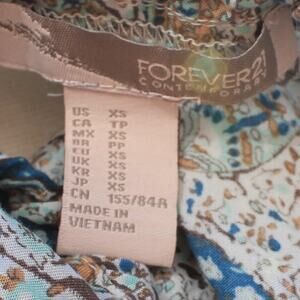 FOREVER 21
CONTEMPORARY
US XS
CA TP
MX XS
BR PP
EU XS
UK XS
KR XS
JP XS
CN 155/84A
MADE IN
VIETNAM